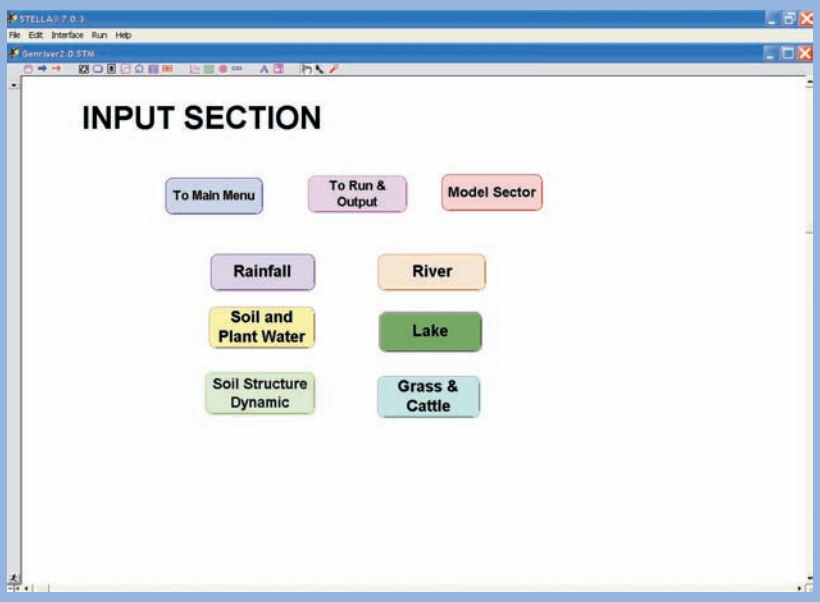 STELLA® 7.0.3
File Edit Interface Run Help
Genriver2.0.STM
A
INPUT SECTION
To Main Menu
To Run &
Output
Model Sector
Rainfall
River
Soil and
Plant Water
Lake
Soil Structure
Dynamic
Grass &
Cattle